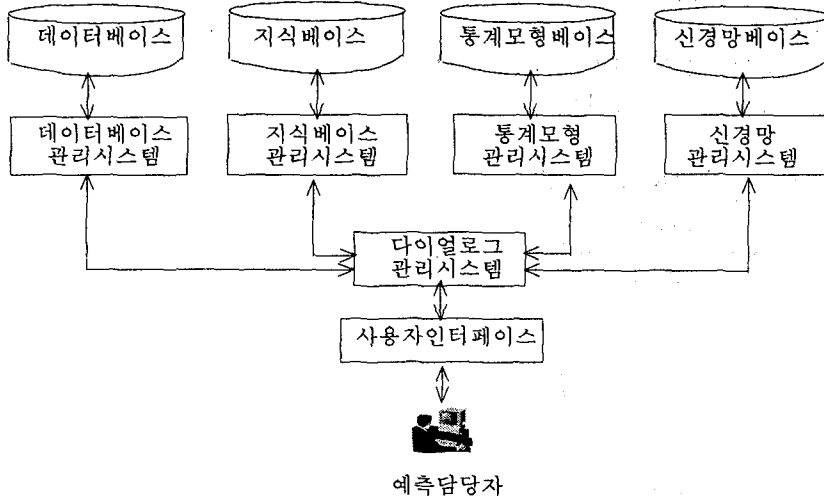 데이터베이스
지식베이스
통계모형베이스
신경망베이스
데이터베이스
관리시스템
지식베이스
관리시스템
통계모형
관리시스템
신경망
관리시스템
다이얼로그
관리시스템
사용자인터페이스
예측담당자